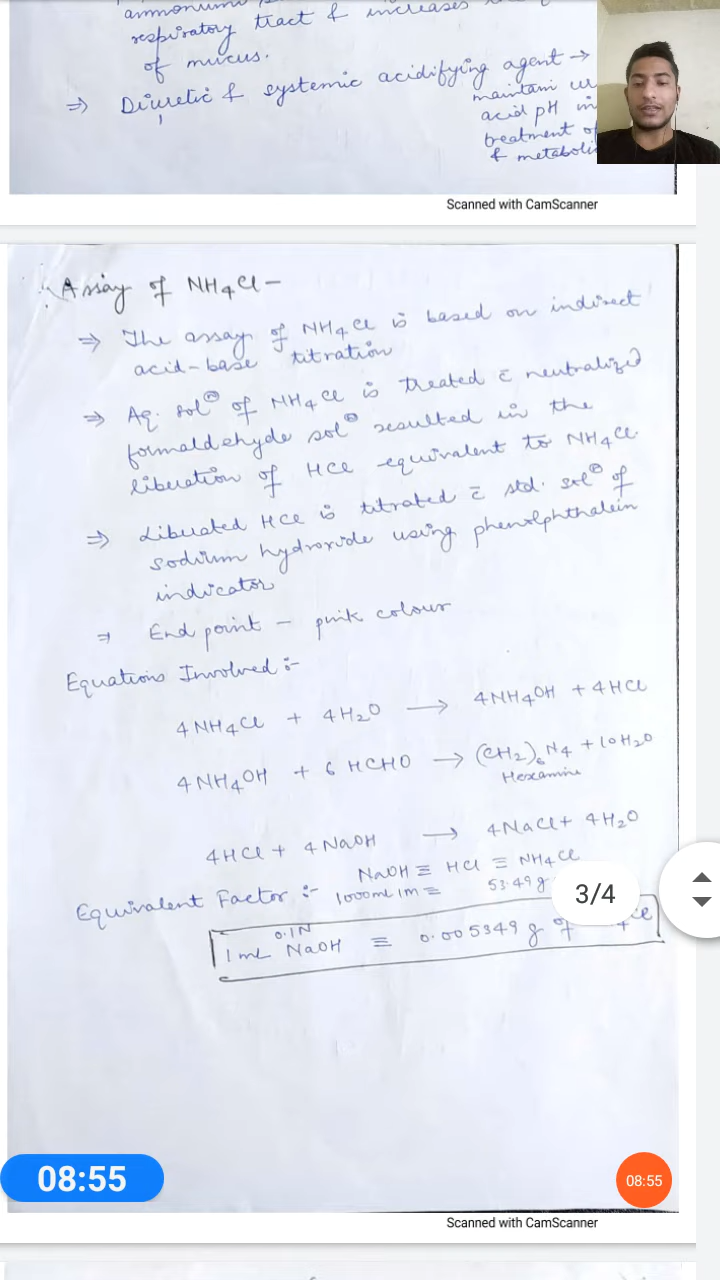 ammonium
respiratory tract & increases
of mucus.
⇒ Diuretic & systemic acidifying agent →
maintain ur
acid pH in
treatment of
& metaboli
Scanned with CamScanner
Assay of NH4Cl -
⇒ The assay of NH4Cl is based on indirect
acid-base titration
⇒ Aq. solⁿ of NH4Cl is treated c̄ neutralized
formaldehyde solⁿ resulted in the
liberation of HCl equivalent to NH4Cl.
⇒ Liberated HCl is titrated c̄ std. solⁿ of
sodium hydroxide using phenolphthalein
indicator
⇒ End point - pink colour
Equations Involved :-
4NH4Cl + 4H2O → 4NH4OH + 4HCl
4NH4OH + 6HCHO → (CH2)6N4 + 10H2O
Hexamine
4HCl + 4NaOH → 4NaCl + 4H2O
NaOH ≡ HCl ≡ NH4Cl
Equivalent Factor :- 1000ml 1M ≡ 53.49g
3/4
0.1N
1 mL NaOH ≡ 0.005349 g of
08:55
08:55
Scanned with CamScanner